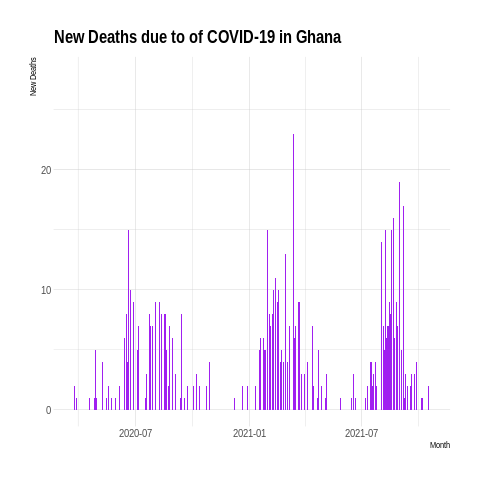 New Deaths due to of COVID-19 in Ghana
New Deaths
20
10
0
2020-07
2021-01
2021-07
Month